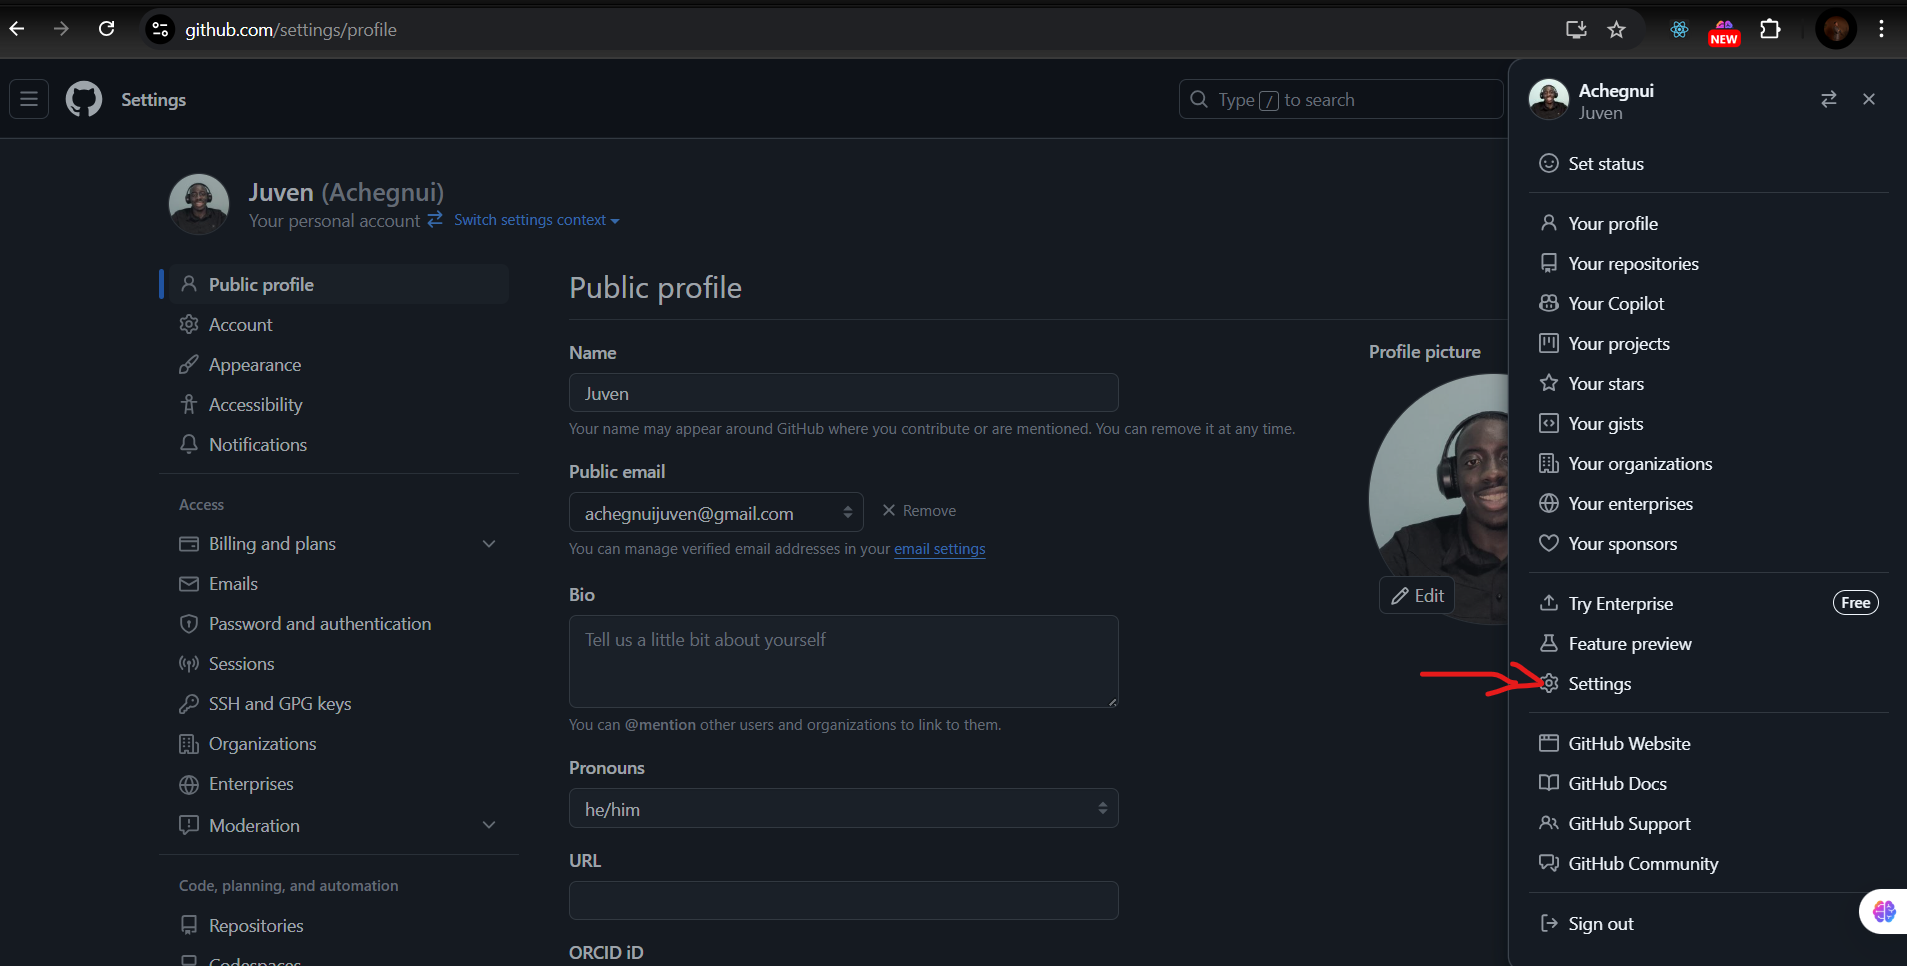 github.com/settings/profile
NEW
Settings
Type / to search
Achegnui
Juven
Juven (Achegnui)
Your personal account Switch settings context
Public profile
Account
Appearance
Accessibility
Notifications
Access
Billing and plans
Emails
Password and authentication
Sessions
SSH and GPG keys
Organizations
Enterprises
Moderation
Code, planning, and automation
Repositories
Codespaces
Public profile
Name
Juven
Your name may appear around GitHub where you contribute or are mentioned. You can remove it at any time.
Public email
achegnuijuven@gmail.com
Remove
You can manage verified email addresses in your email settings
Bio
Tell us a little bit about yourself
You can @mention other users and organizations to link to them.
Pronouns
he/him
URL
ORCID iD
Profile picture
Edit
Set status
Your profile
Your repositories
Your Copilot
Your projects
Your stars
Your gists
Your organizations
Your enterprises
Your sponsors
Try Enterprise Free
Feature preview
Settings
GitHub Website
GitHub Docs
GitHub Support
GitHub Community
Sign out